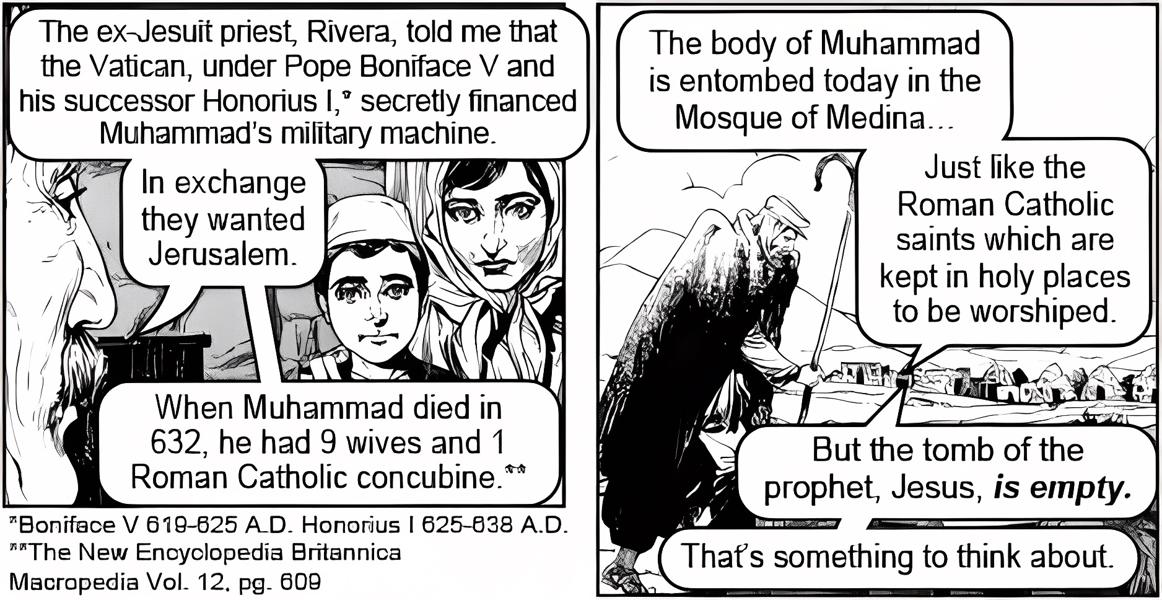 The ex-Jesuit priest, Rivera, told me that
the Vatican, under Pope Boniface V and
his successor Honorius I,* secretly financed
Muhammad's military machine.
In exchange
they wanted
Jerusalem.
When Muhammad died in
632, he had 9 wives and 1
Roman Catholic concubine.**
*Boniface V 619-625 A.D. Honorius I 625-638 A.D.
**The New Encyclopedia Britannica
Macropedia Vol. 12, pg. 609
The body of Muhammad
is entombed today in the
Mosque of Medina...
Just like the
Roman Catholic
saints which are
kept in holy places
to be worshiped.
But the tomb of the
prophet, Jesus, is empty.
That's something to think about.